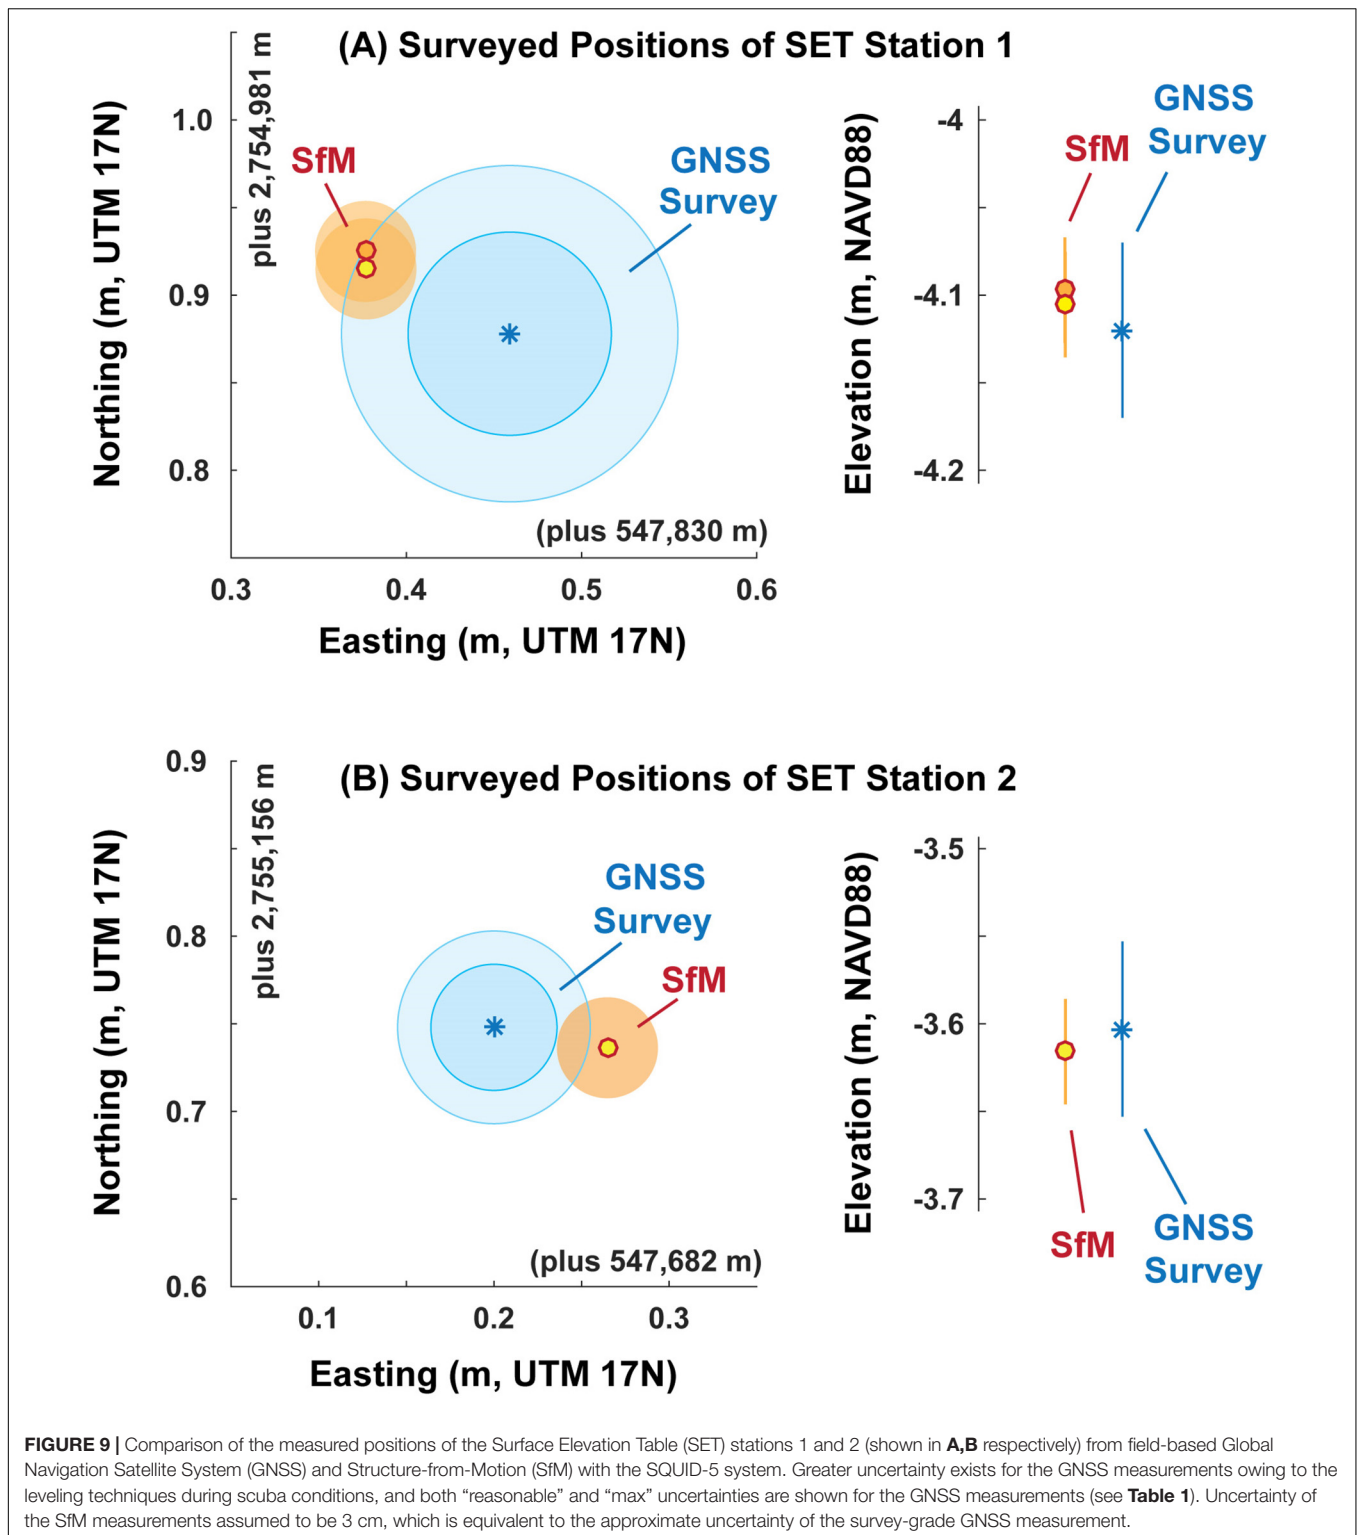 (A) Surveyed Positions of SET Station 1
Northing (m, UTM 17N)
plus 2,754,981 m
1.0
0.9
0.8
SfM
GNSS
Survey
(plus 547,830 m)
0.3
0.4
0.5
0.6
Easting (m, UTM 17N)
Elevation (m, NAVD88)
-4
-4.1
-4.2
SfM
GNSS
Survey
(B) Surveyed Positions of SET Station 2
Northing (m, UTM 17N)
plus 2,755,156 m
0.9
0.8
0.7
0.6
GNSS
Survey
SfM
(plus 547,682 m)
0.1
0.2
0.3
Easting (m, UTM 17N)
Elevation (m, NAVD88)
-3.5
-3.6
-3.7
SfM
GNSS
Survey
FIGURE 9 | Comparison of the measured positions of the Surface Elevation Table (SET) stations 1 and 2 (shown in A,B respectively) from field-based Global
Navigation Satellite System (GNSS) and Structure-from-Motion (SfM) with the SQUID-5 system. Greater uncertainty exists for the GNSS measurements owing to the
leveling techniques during scuba conditions, and both “reasonable” and “max” uncertainties are shown for the GNSS measurements (see Table 1). Uncertainty of
the SfM measurements assumed to be 3 cm, which is equivalent to the approximate uncertainty of the survey-grade GNSS measurement.